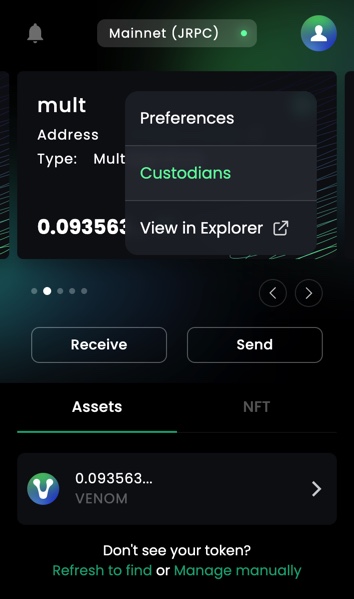 Mainnet (JRPC)
mult
Address
Type: Mult
0.093563
Preferences
Custodians
View in Explorer
Receive
Send
Assets
NFT
0.093563...
VENOM
Don't see your token?
Refresh to find or Manage manually